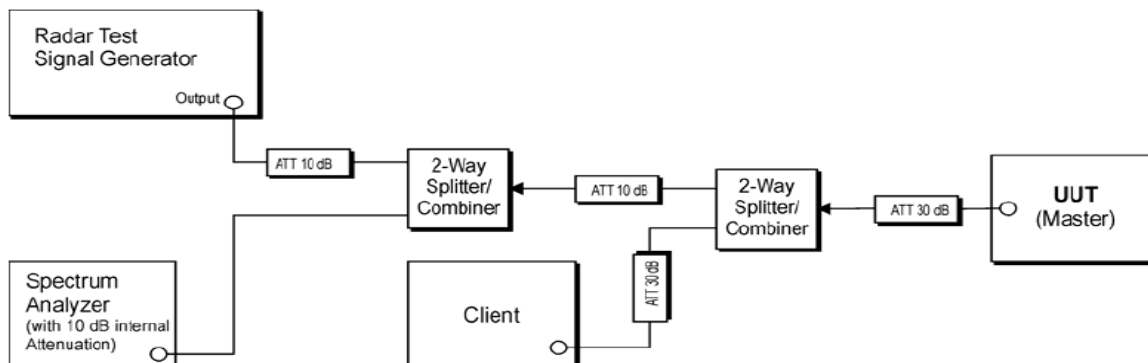 Radar Test
Signal Generator
Output
ATT 10 dB
2-Way
Splitter/
Combiner
ATT 10 dB
2-Way
Splitter/
Combiner
ATT 30 dB
UUT
(Master)
Spectrum
Analyzer
(with 10 dB internal
Attenuation)
Client
ATT 30 dB